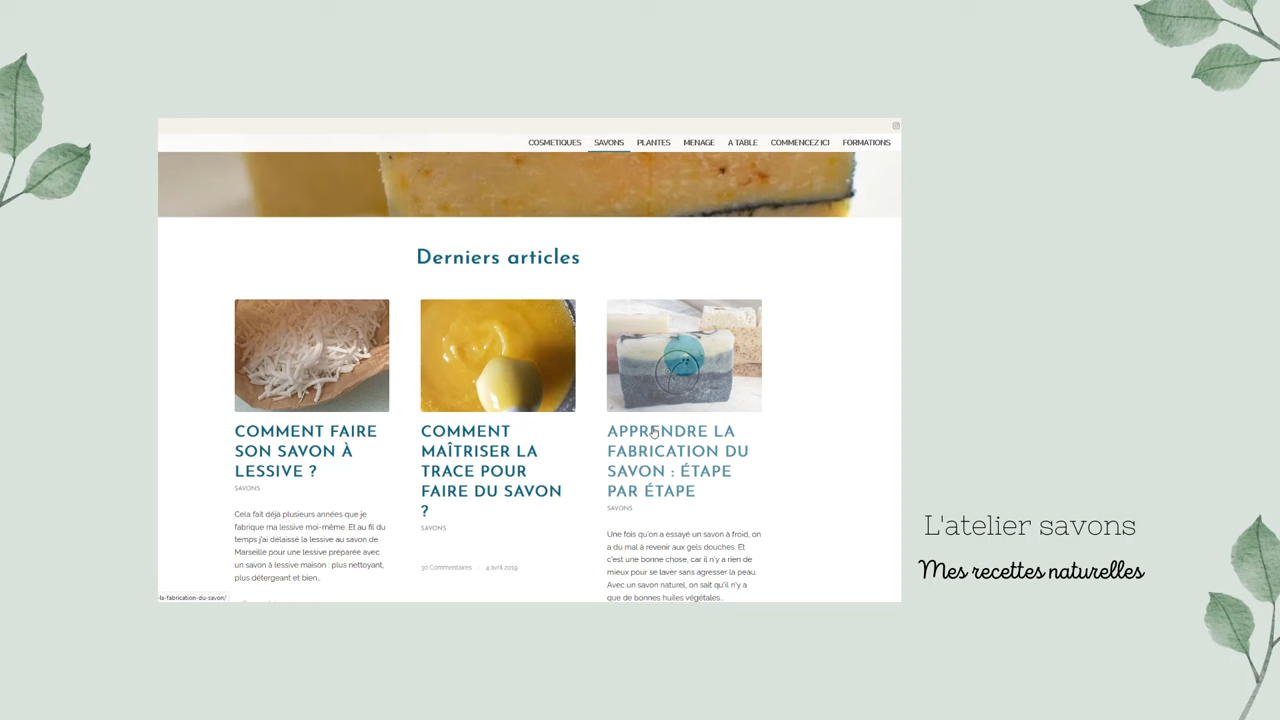 COSMETIQUES SAVONS PLANTES MENAGE A TABLE COMMENCEZ ICI FORMATIONS
Derniers articles
COMMENT FAIRE
SON SAVON À
LESSIVE ?
SAVONS
Cela fait déjà plusieurs années que je
fabrique ma lessive moi-même. Et au fil du
temps j'ai délaissé la lessive au savon de
Marseille pour une lessive préparée avec
un savon à lessive maison : plus nettoyant,
plus détergent et bien…
COMMENT
MAÎTRISER LA
TRACE POUR
FAIRE DU SAVON
?
SAVONS
30 Commentaires / 4 avril 2019
APPRENDRE LA
FABRICATION DU
SAVON : ÉTAPE
PAR ÉTAPE
SAVONS
Une fois qu'on a essayé un savon à froid, on
a du mal à revenir aux gels douches. Et
c'est une bonne chose, car il n'y a rien de
mieux pour se laver sans agresser la peau.
Avec un savon naturel, on sait qu'il n'y a
que de bonnes huiles végétales…
-la-fabrication-du-savon/
L'atelier savons
Mes recettes naturelles